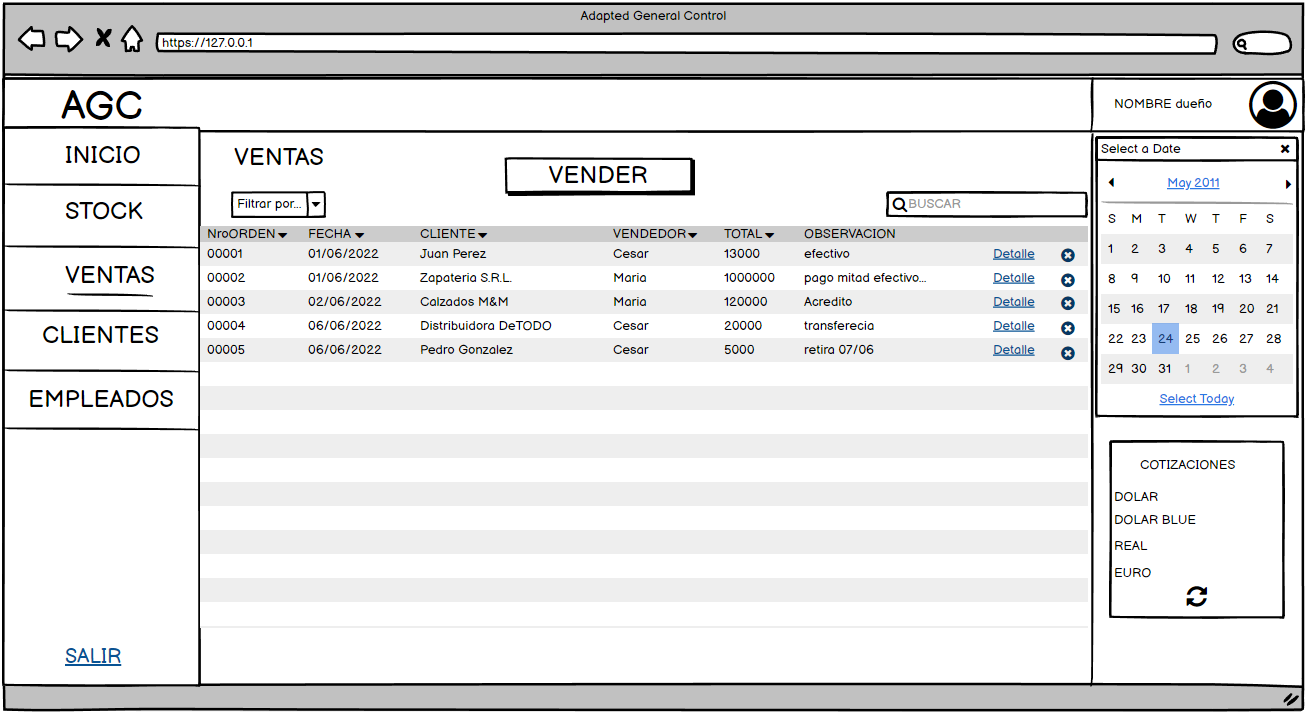 Adapted General Control
https://127.0.0.1
AGC
NOMBRE dueño
INICIO
STOCK
VENTAS
CLIENTES
EMPLEADOS
SALIR
VENTAS
VENDER
Filtrar por...
BUSCAR
NroORDEN FECHA CLIENTE VENDEDOR TOTAL OBSERVACION
00001 01/06/2022 Juan Perez Cesar 13000 efectivo Detalle
00002 01/06/2022 Zapateria S.R.L. Maria 1000000 pago mitad efectivo... Detalle
00003 02/06/2022 Calzados M&M Maria 120000 Acredito Detalle
00004 06/06/2022 Distribuidora DeTODO Cesar 20000 transferecia Detalle
00005 06/06/2022 Pedro Gonzalez Cesar 5000 retira 07/06 Detalle
Select a Date
May 2011
S M T W T F S
1 2 3 4 5 6 7
8 9 10 11 12 13 14
15 16 17 18 19 20 21
22 23 24 25 26 27 28
29 30 31 1 2 3 4
Select Today
COTIZACIONES
DOLAR
DOLAR BLUE
REAL
EURO